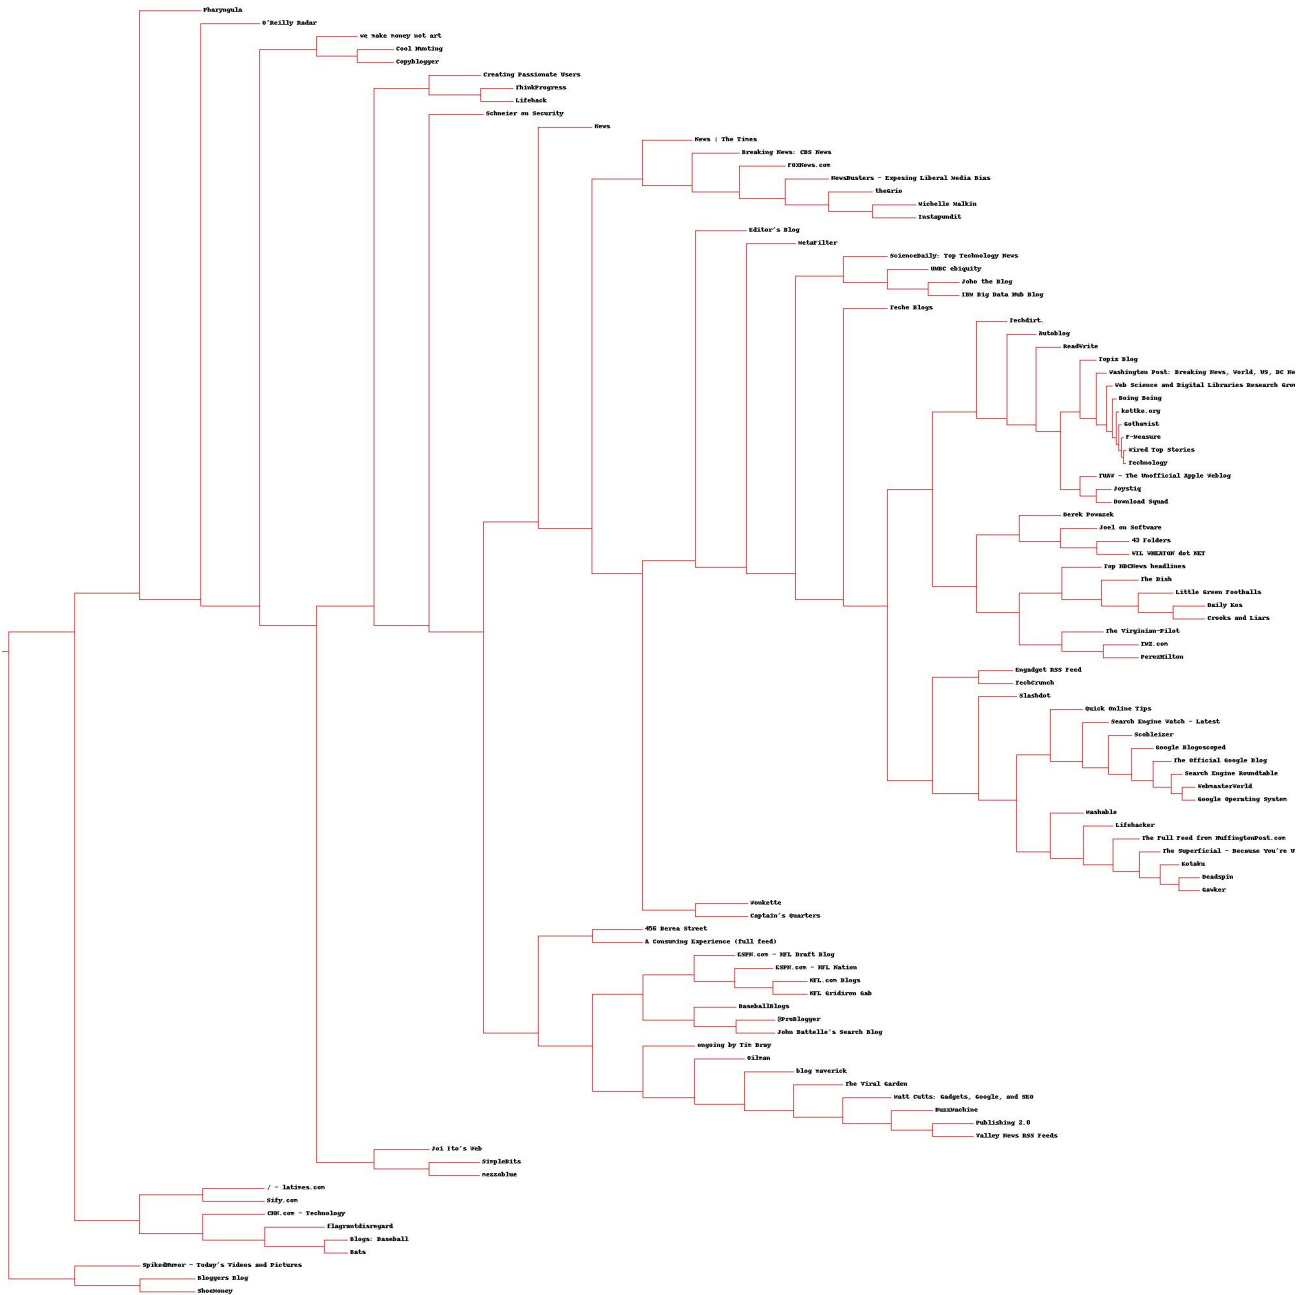 Pharyngula
O'Reilly Radar
we make money not art
Cool Hunting
Copyblogger
Creating Passionate Users
ThinkProgress
Lifehack
Schneier on Security
News
News | The Times
Breaking News: CBS News
FOXNews.com
NewsBusters - Exposing Liberal Media Bias
theGrio
Michelle Malkin
Instapundit
Editor's Blog
MetaFilter
ScienceDaily: Top Technology News
UMBC ebiquity
Joho the Blog
IBM Big Data Hub Blog
Teche Blogs
Techdirt.
Autoblog
ReadWrite
Topix Blog
Washington Post: Breaking News, World, US, DC Ne
Web Science and Digital Libraries Research Grou
Boing Boing
kottke.org
Gothamist
F-Measure
Wired Top Stories
Technology
TUAW - The Unofficial Apple Weblog
Joystiq
Download Squad
Derek Powazek
Joel on Software
43 Folders
WIL WHEATON dot NET
Top NBCNews headlines
The Dish
Little Green Footballs
Daily Kos
Crooks and Liars
The Virginian-Pilot
TMZ.com
PerezHilton
Engadget RSS Feed
TechCrunch
Slashdot
Quick Online Tips
Search Engine Watch - Latest
Scobleizer
Google Blogoscoped
The Official Google Blog
Search Engine Roundtable
WebmasterWorld
Google Operating System
Mashable
Lifehacker
The Full Feed from HuffingtonPost.com
The Superficial - Because You're U
Kotaku
Deadspin
Gawker
Wonkette
Captain's Quarters
456 Berea Street
A Consuming Experience (full feed)
ESPN.com - NFL Draft Blog
ESPN.com - NFL Nation
NFL.com Blogs
NFL Gridiron Gab
BaseballBlogs
@ProBlogger
John Battelle's Search Blog
ongoing by Tim Bray
Gilman
blog maverick
The Viral Garden
Matt Cutts: Gadgets, Google, and SEO
BuzzMachine
Publishing 2.0
Valley News RSS Feeds
Joi Ito's Web
SimpleBits
mezzoblue
/ - latimes.com
Sify.com
CNN.com - Technology
flagrantdisregard
Blogs: Baseball
Bats
SpikedHumor - Today's Videos and Pictures
Bloggers Blog
ShoeMoney